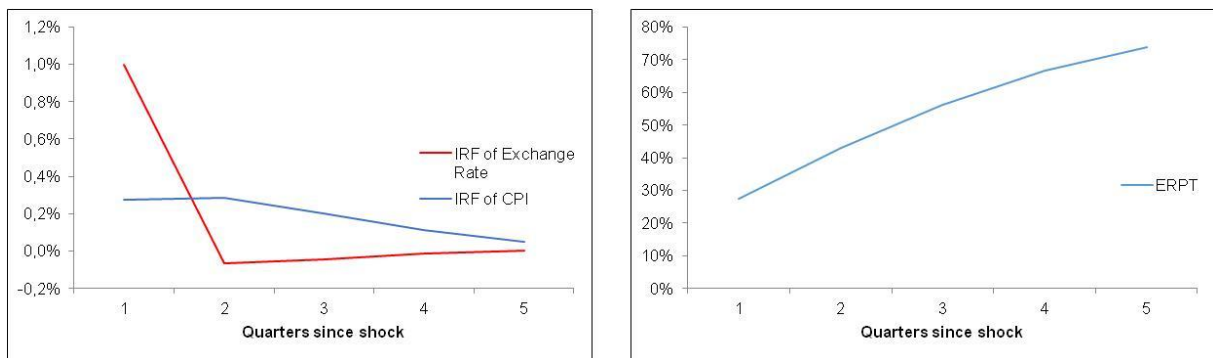 1,2%
1,0%
0,8%
0,6%
0,4%
0,2%
0,0%
-0,2%
1 2 3 4 5
Quarters since shock
IRF of Exchange
Rate
IRF of CPI
80%
70%
60%
50%
40%
30%
20%
10%
0%
1 2 3 4 5
Quarters since shock
ERPT